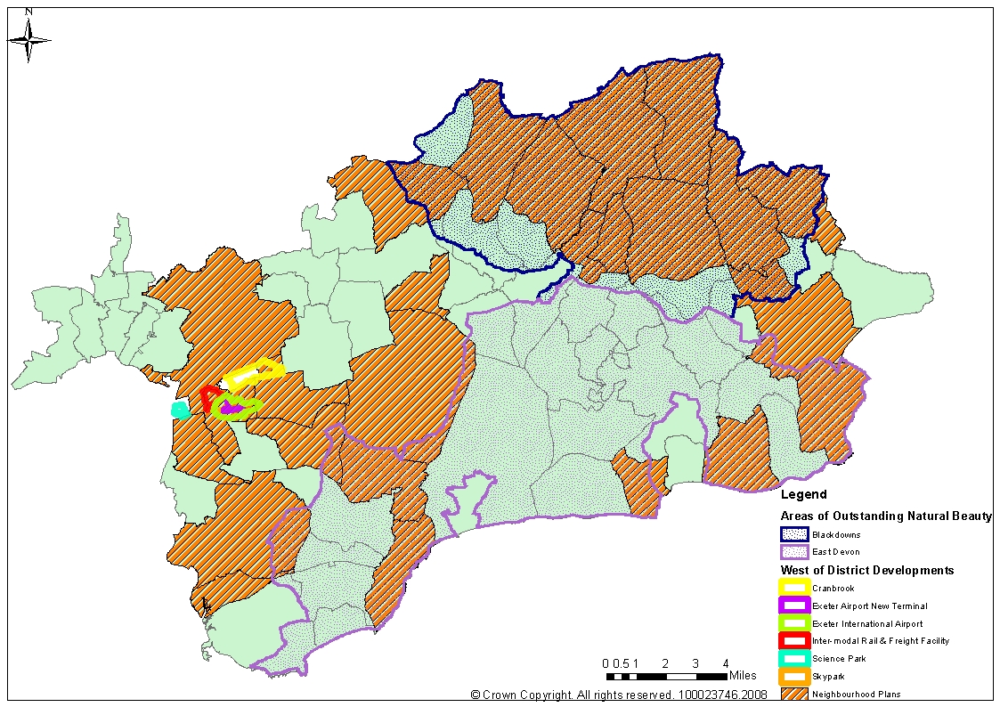 N
Legend
Areas of Outstanding Natural Beauty
Blackdowns
East Devon
West of District Developments
Cranbrook
Exeter Airport New Terminal
Exeter International Airport
Inter-modal Rail & Freight Facility
Science Park
Skypark
Neighbourhood Plans
0 0.5 1 2 3 4
Miles
© Crown Copyright. All rights reserved. 100023746.2008